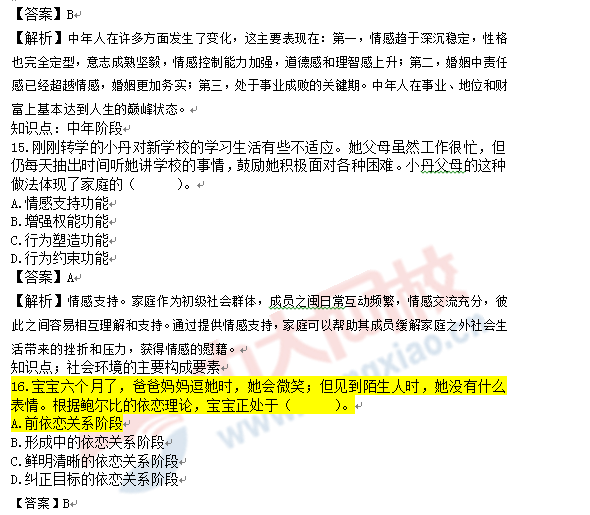 【答案】B
【解析】中年人在许多方面发生了变化，这主要表现在：第一，情感趋于深沉稳定，性格
也完全定型，意志成熟坚毅，情感控制能力加强，道德感和理智感上升；第二，婚姻中责任
感已经超越情感，婚姻更加务实；第三，处于事业成败的关键期。中年人在事业、地位和财
富上基本达到人生的巅峰状态。
知识点：中年阶段
15.刚刚转学的小丹对新学校的学习生活有些不适应。她父母虽然工作很忙，但
仍每天抽出时间听她讲学校的事情，鼓励她积极面对各种困难。小丹父母的这种
做法体现了家庭的（　　）。
A.情感支持功能
B.增强权能功能
C.行为塑造功能
D.行为约束功能
【答案】A
【解析】情感支持。家庭作为初级社会群体，成员之间日常互动频繁，情感交流充分，彼
此之间容易相互理解和支持。通过提供情感支持，家庭可以帮助其成员缓解家庭之外社会生
活带来的挫折和压力，获得情感的慰藉。
知识点；社会环境的主要构成要素
16.宝宝六个月了，爸爸妈妈逗她时，她会微笑；但见到陌生人时，她没有什么
表情。根据鲍尔比的依恋理论，宝宝正处于（　　）。
A.前依恋关系阶段
B.形成中的依恋关系阶段
C.鲜明清晰的依恋关系阶段
D.纠正目标的依恋关系阶段
【答案】B